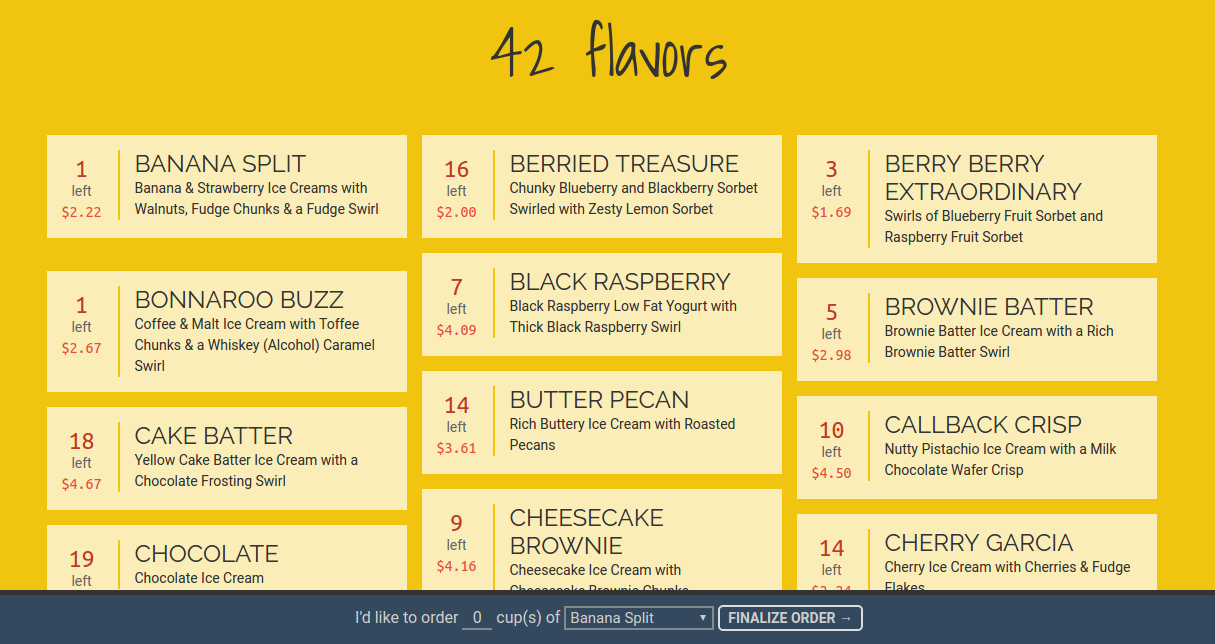 42 flavors
1
left
$2.22
BANANA SPLIT
Banana & Strawberry Ice Creams with
Walnuts, Fudge Chunks & a Fudge Swirl
16
left
$2.00
BERRIED TREASURE
Chunky Blueberry and Blackberry Sorbet
Swirled with Zesty Lemon Sorbet
3
left
$1.69
BERRY BERRY
EXTRAORDINARY
Swirls of Blueberry Fruit Sorbet and
Raspberry Fruit Sorbet
1
left
$2.67
BONNAROO BUZZ
Coffee & Malt Ice Cream with Toffee
Chunks & a Whiskey (Alcohol) Caramel
Swirl
7
left
$4.09
BLACK RASPBERRY
Black Raspberry Low Fat Yogurt with
Thick Black Raspberry Swirl
5
left
$2.98
BROWNIE BATTER
Brownie Batter Ice Cream with a Rich
Brownie Batter Swirl
18
left
$4.67
CAKE BATTER
Yellow Cake Batter Ice Cream with a
Chocolate Frosting Swirl
14
left
$3.61
BUTTER PECAN
Rich Buttery Ice Cream with Roasted
Pecans
10
left
$4.50
CALLBACK CRISP
Nutty Pistachio Ice Cream with a Milk
Chocolate Wafer Crisp
19
left
CHOCOLATE
Chocolate Ice Cream
9
left
$4.16
CHEESECAKE
BROWNIE
Cheesecake Ice Cream with
Cheesecake Brownie Chunks
14
left
CHERRY GARCIA
Cherry Ice Cream with Cherries & Fudge
Flakes
I'd like to order 0 cup(s) of Banana Split ▼ FINALIZE ORDER →